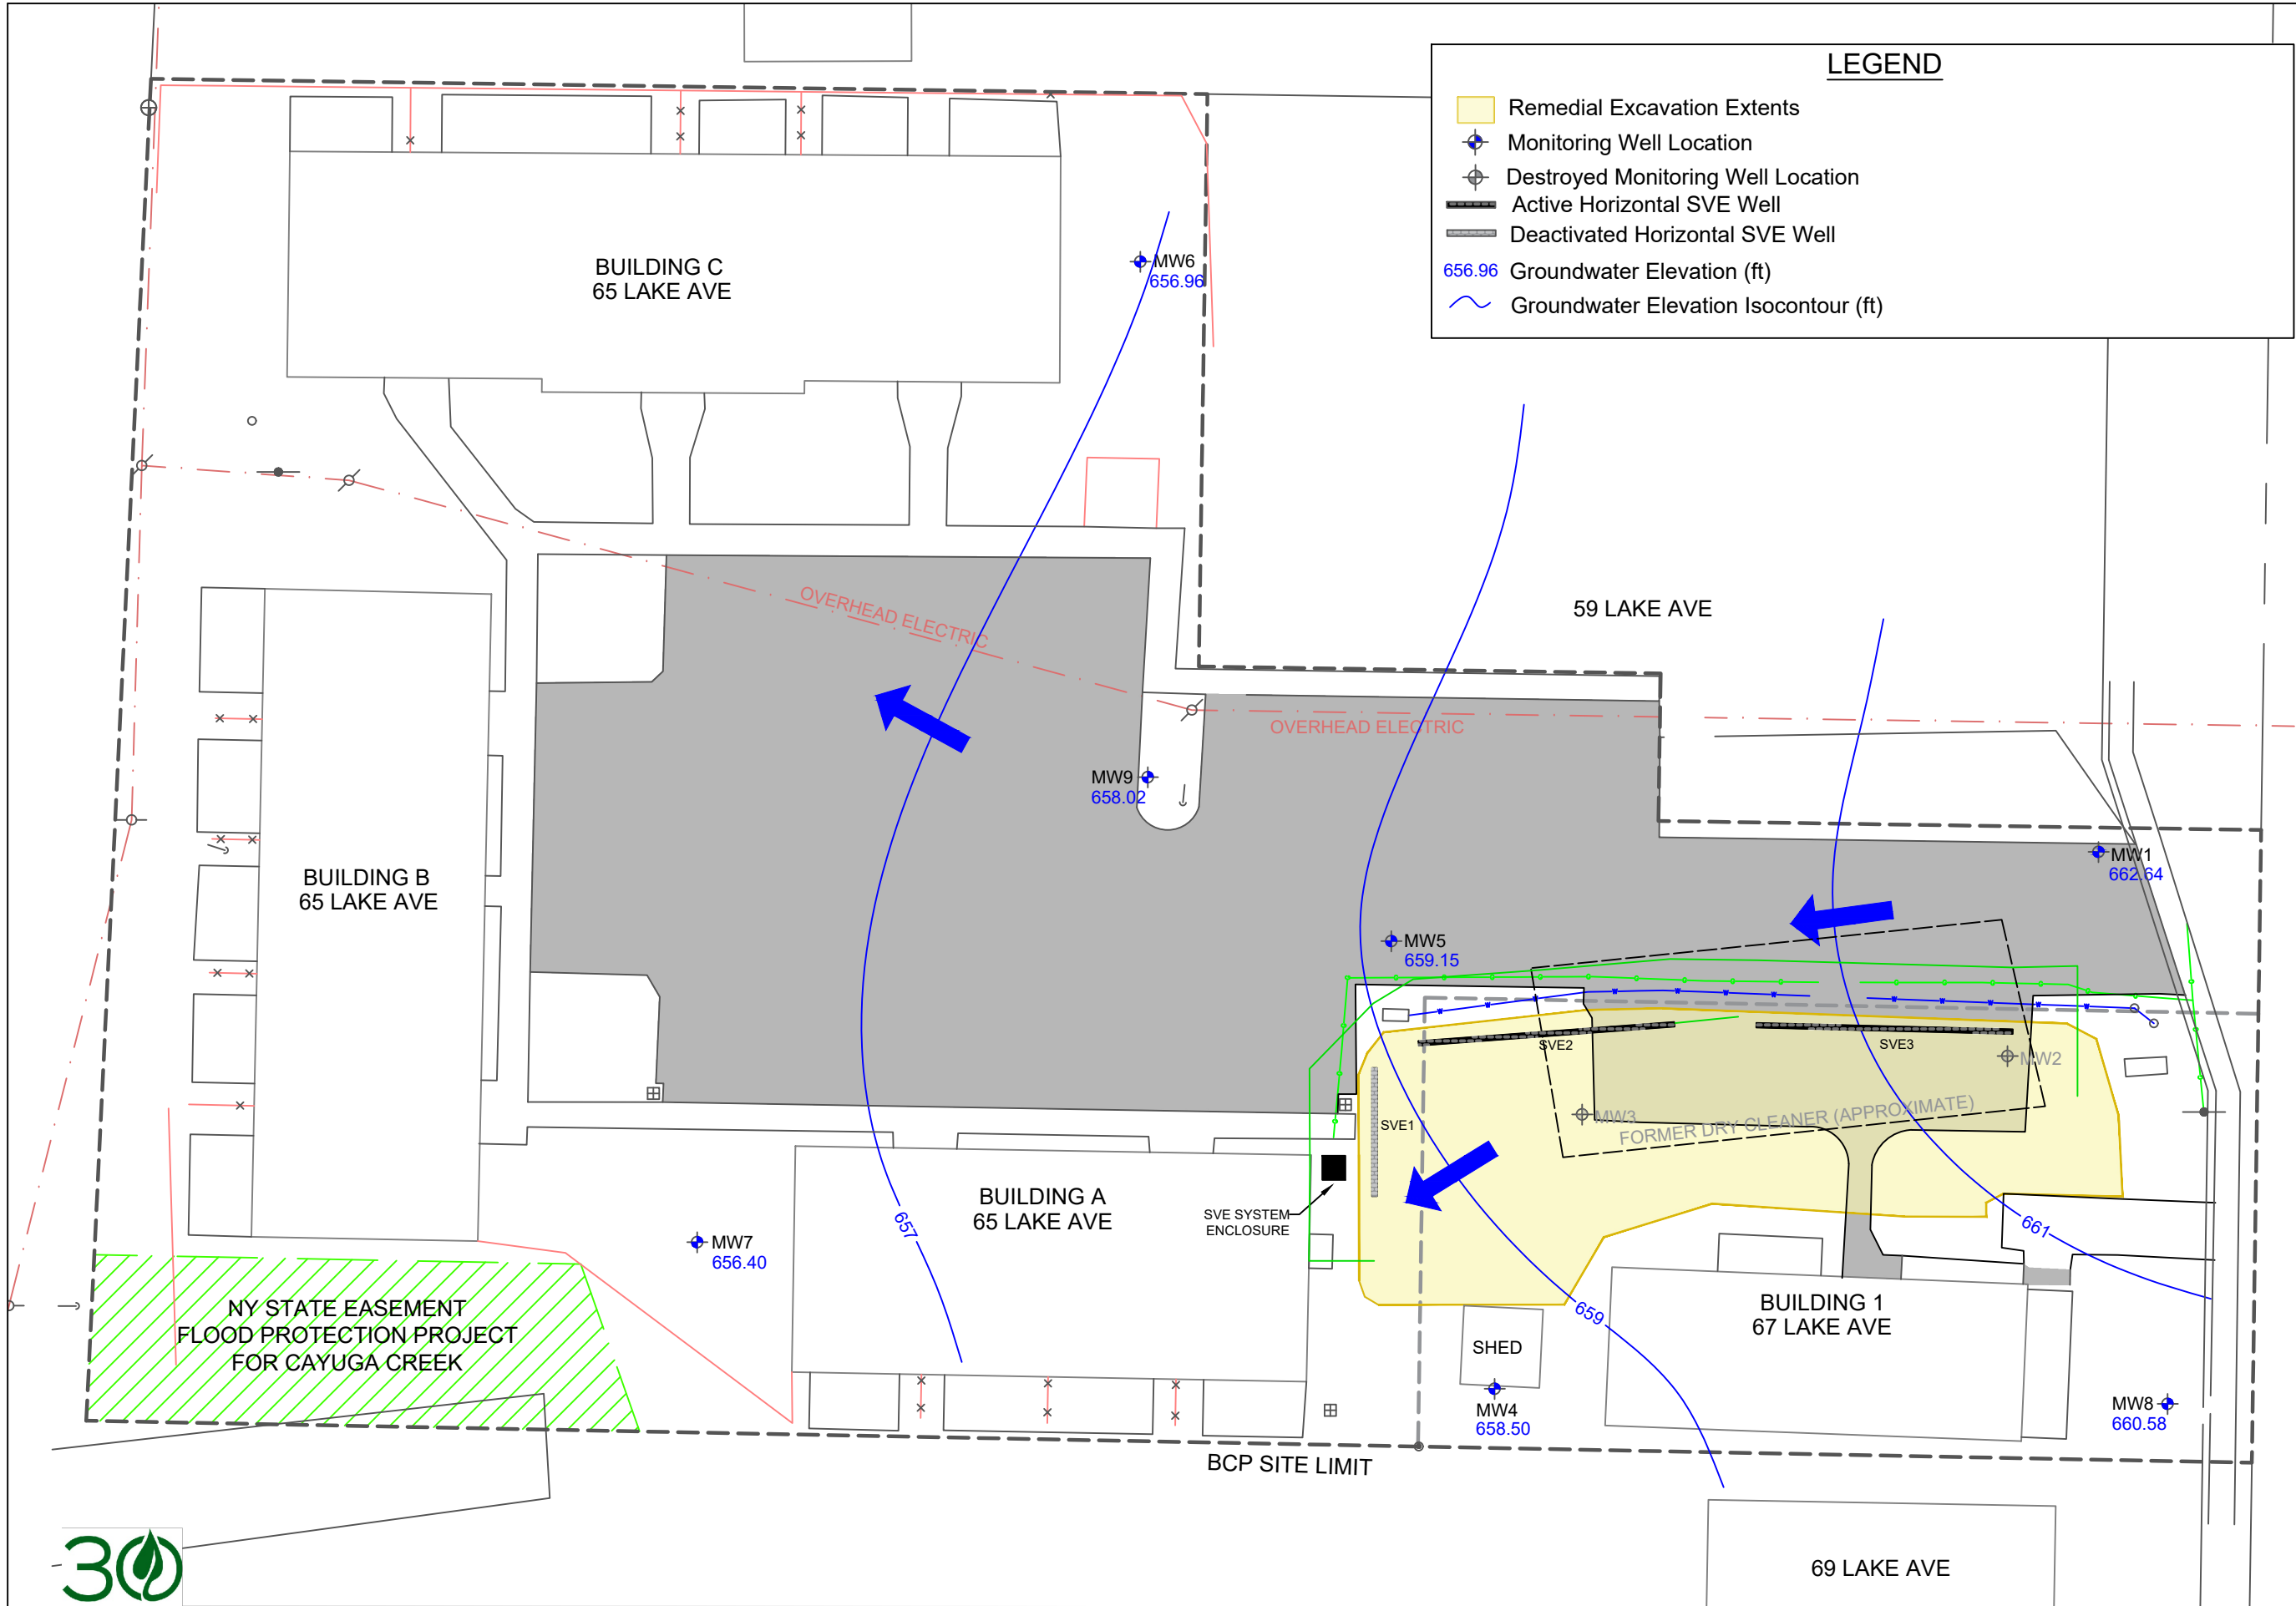 LEGEND
Remedial Excavation Extents
Monitoring Well Location
Destroyed Monitoring Well Location
Active Horizontal SVE Well
Deactivated Horizontal SVE Well
656.96 Groundwater Elevation (ft)
Groundwater Elevation Isocontour (ft)
BUILDING C
65 LAKE AVE
MW6
656.96
59 LAKE AVE
OVERHEAD ELECTRIC
OVERHEAD ELECTRIC
MW9
658.02
BUILDING B
65 LAKE AVE
MW1
662.64
MW5
659.15
SVE2
SVE3
MW2
MW3
FORMER DRY CLEANER (APPROXIMATE)
SVE1
BUILDING A
65 LAKE AVE
SVE SYSTEM
ENCLOSURE
657
661
MW7
656.40
NY STATE EASEMENT
FLOOD PROTECTION PROJECT
FOR CAYUGA CREEK
659
BUILDING 1
67 LAKE AVE
SHED
MW4
658.50
MW8
660.58
BCP SITE LIMIT
69 LAKE AVE
30